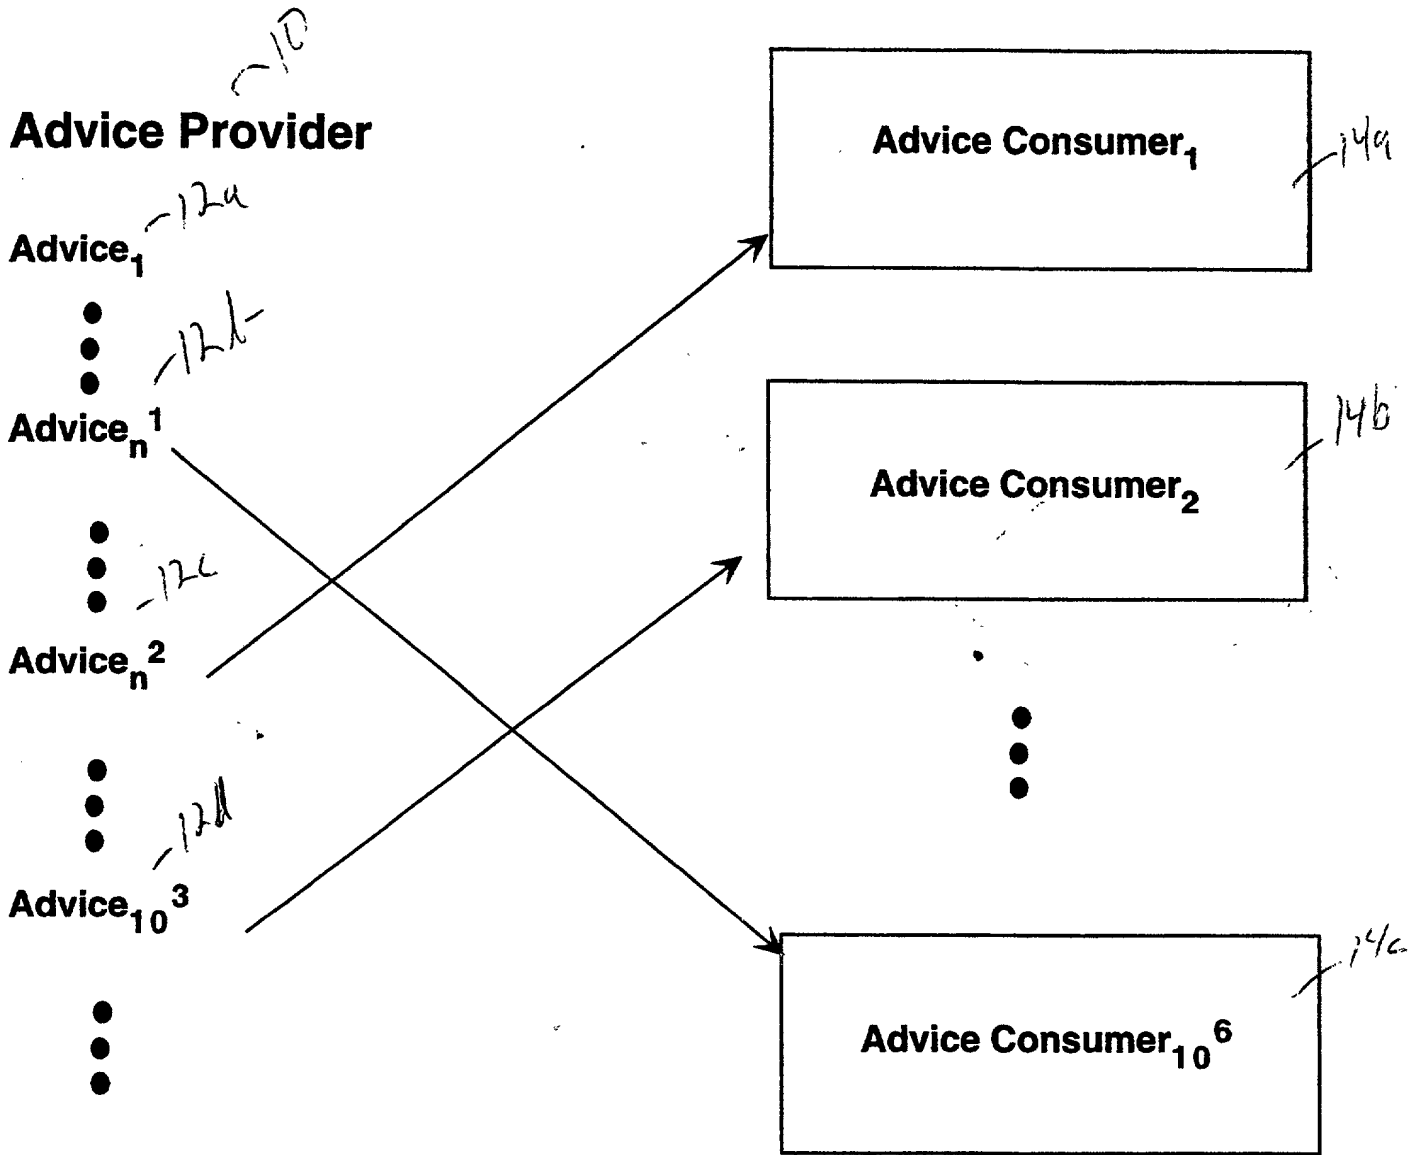 10
Advice Provider
12a
Advice₁
12b
Adviceₙ¹
12c
Adviceₙ²
12d
Advice₁₀³
Advice Consumer₁
14a
Advice Consumer₂
14b
Advice Consumer₁₀⁶
14c